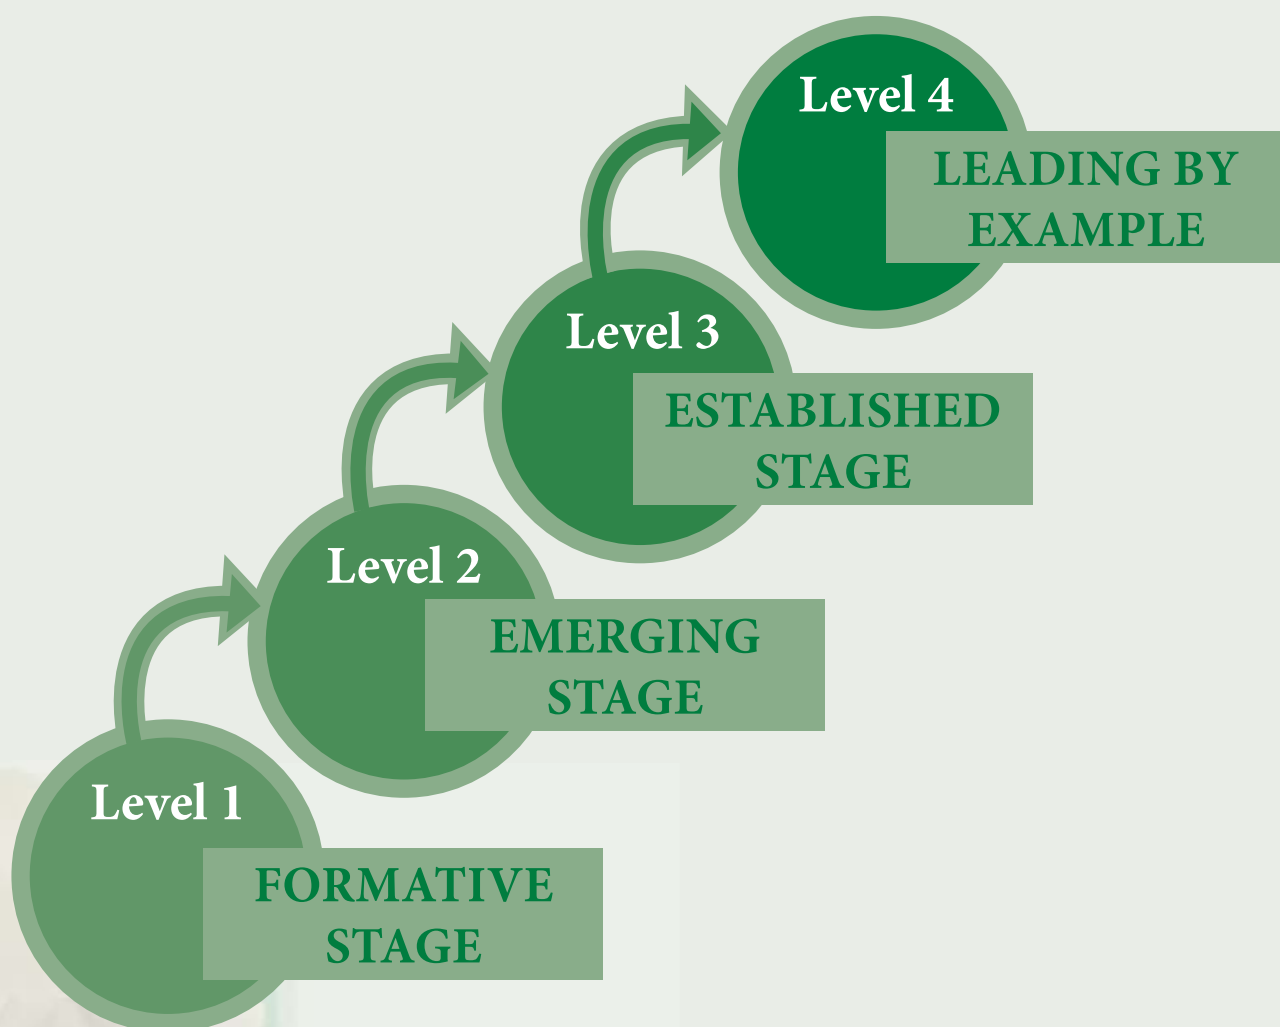 Level 4
LEADING BY
EXAMPLE
Level 3
ESTABLISHED
STAGE
Level 2
EMERGING
STAGE
Level 1
FORMATIVE
STAGE